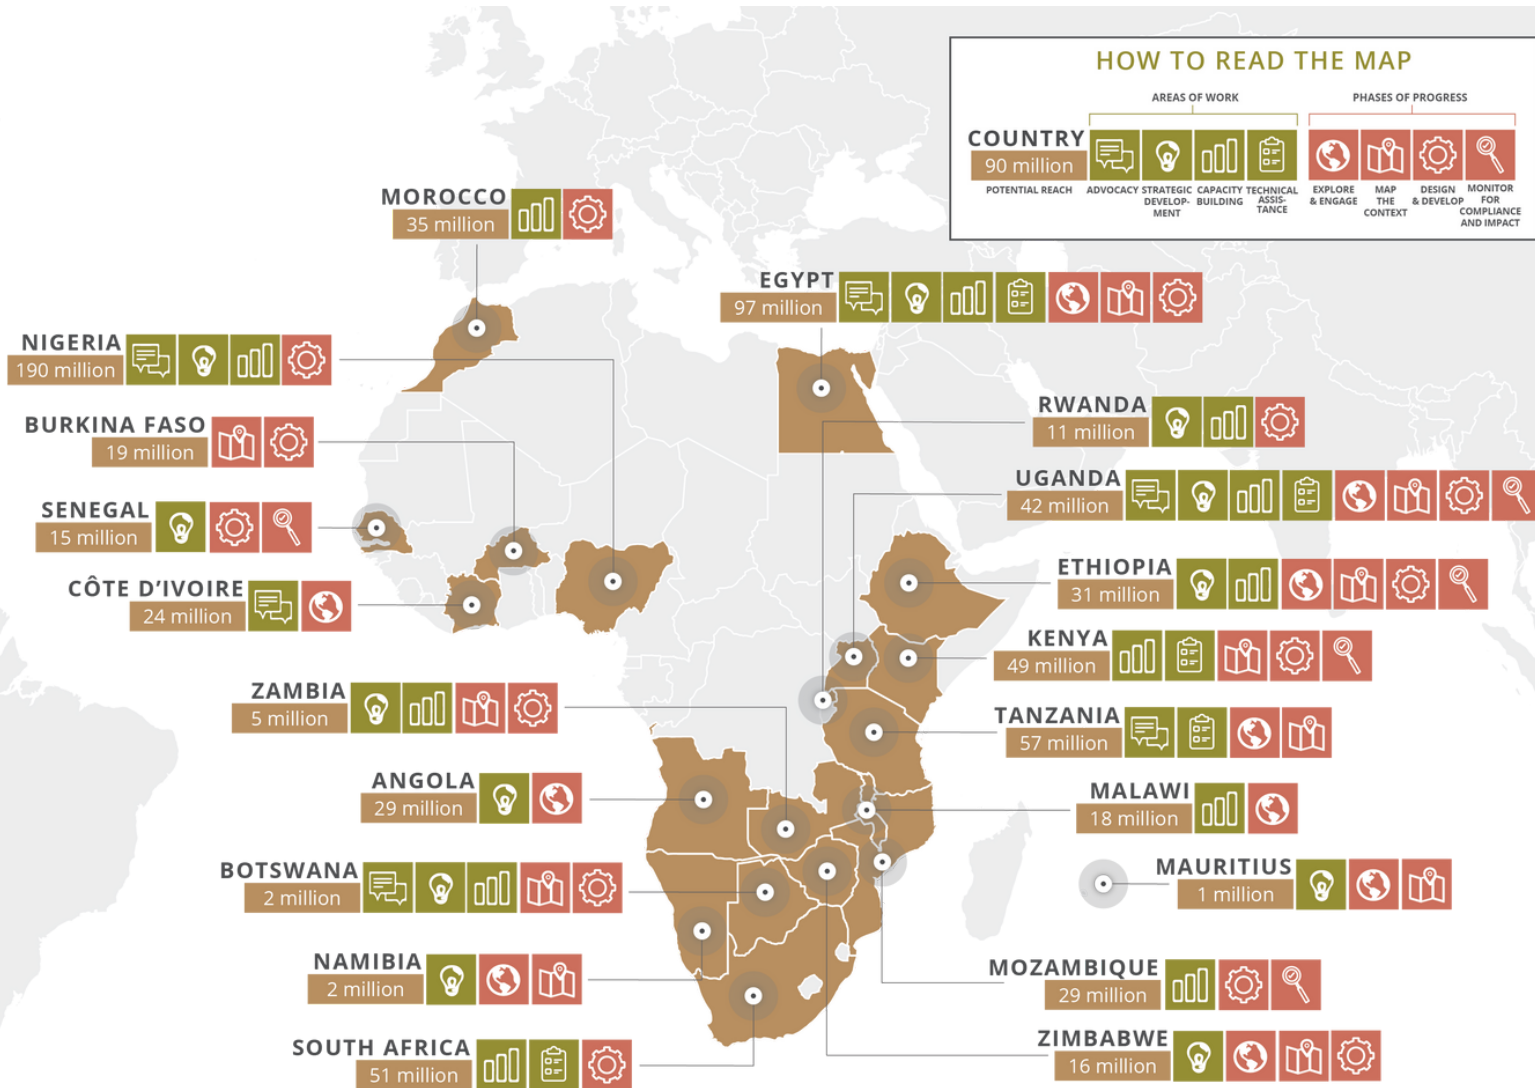 HOW TO READ THE MAP
AREAS OF WORK
PHASES OF PROGRESS
COUNTRY
90 million
POTENTIAL REACH
ADVOCACY
STRATEGIC
DEVELOP-
MENT
CAPACITY
BUILDING
TECHNICAL
ASSIS-
TANCE
EXPLORE
& ENGAGE
MAP
THE
CONTEXT
DESIGN
& DEVELOP
MONITOR
FOR
COMPLIANCE
AND IMPACT
MOROCCO
35 million
EGYPT
97 million
NIGERIA
190 million
RWANDA
11 million
BURKINA FASO
19 million
UGANDA
42 million
SENEGAL
15 million
ETHIOPIA
31 million
CÔTE D'IVOIRE
24 million
KENYA
49 million
ZAMBIA
5 million
TANZANIA
57 million
ANGOLA
29 million
MALAWI
18 million
BOTSWANA
2 million
MAURITIUS
1 million
NAMIBIA
2 million
MOZAMBIQUE
29 million
SOUTH AFRICA
51 million
ZIMBABWE
16 million